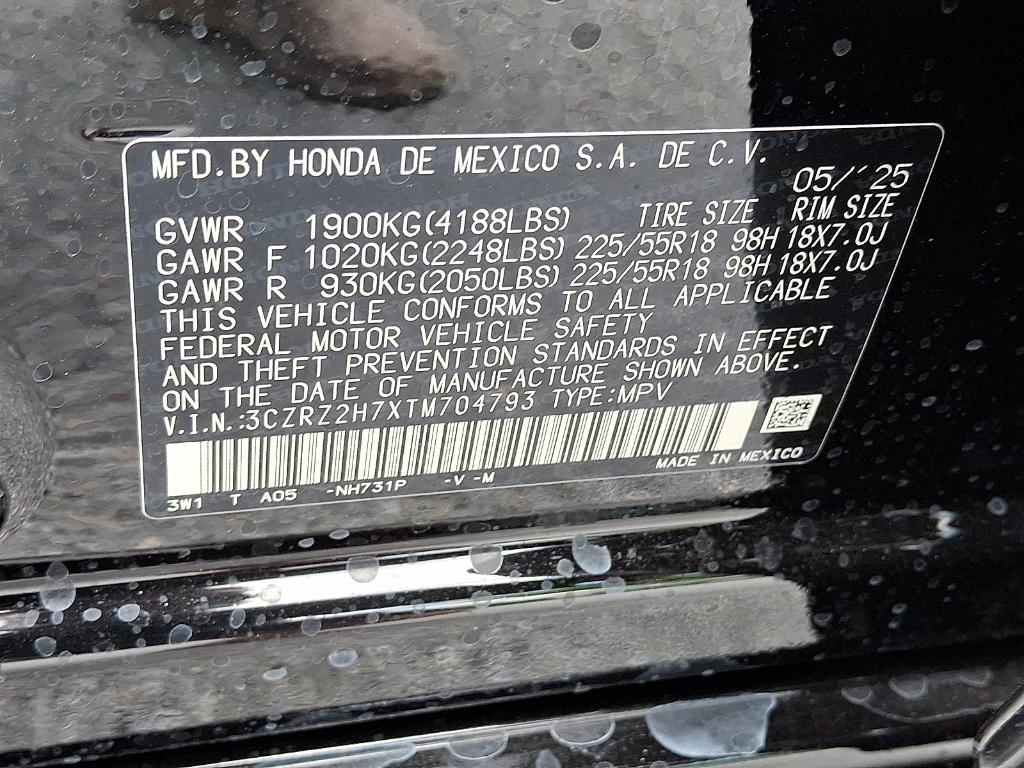 MFD.BY HONDA DE MEXICO S.A. DE C.V.
05/´25
GVWR 1900KG(4188LBS) TIRE SIZE RIM SIZE
GAWR F 1020KG(2248LBS) 225/55R18 98H 18X7.0J
GAWR R 930KG(2050LBS) 225/55R18 98H 18X7.0J
THIS VEHICLE CONFORMS TO ALL APPLICABLE
FEDERAL MOTOR VEHICLE SAFETY
AND THEFT PREVENTION STANDARDS IN EFFECT
ON THE DATE OF MANUFACTURE SHOWN ABOVE.
V.I.N.:3CZRZ2H7XTM704793 TYPE:MPV
MADE IN MEXICO
3W1 T A05 -NH731P -V -M